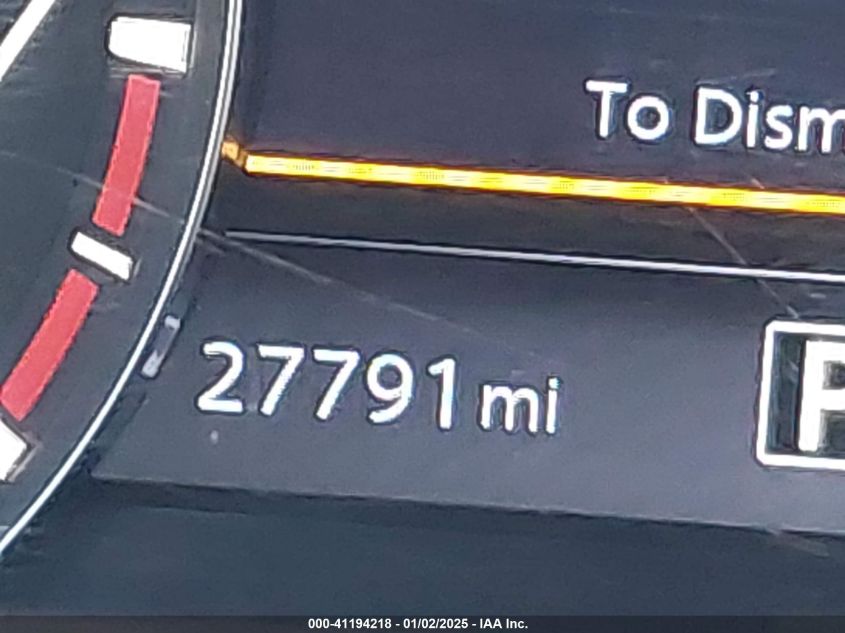 To Dism
27791 mi
P
000-41194218 - 01/02/2025 - IAA Inc.